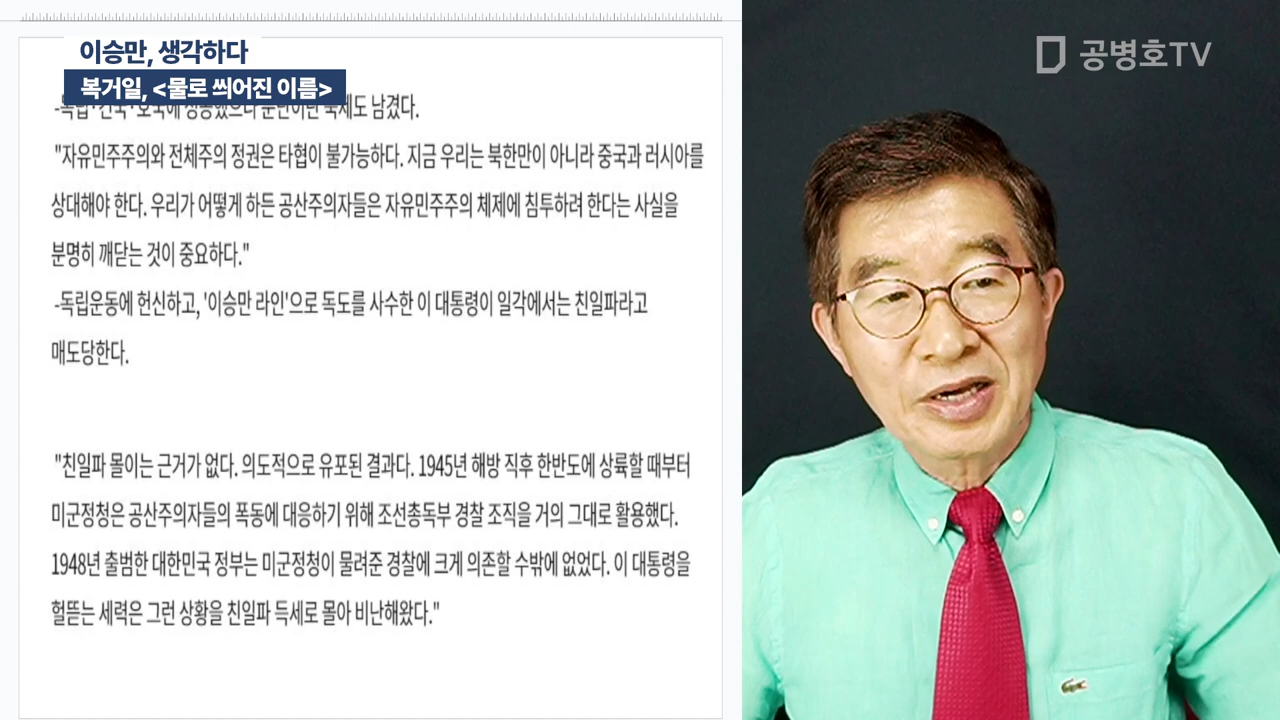 이승만, 생각하다
복거일, <물로 씌어진 이름>
도 남겼다.
"자유민주주의와 전체주의 정권은 타협이 불가능하다. 지금 우리는 북한만이 아니라 중국과 러시아를
상대해야 한다. 우리가 어떻게 하든 공산주의자들은 자유민주주의 체제에 침투하려 한다는 사실을
분명히 깨닫는 것이 중요하다."
-독립운동에 헌신하고, '이승만 라인'으로 독도를 사수한 이 대통령이 일각에서는 친일파라고
매도당한다.
"친일파 몰이는 근거가 없다. 의도적으로 유포된 결과다. 1945년 해방 직후 한반도에 상륙할 때부터
미군정청은 공산주의자들의 폭동에 대응하기 위해 조선총독부 경찰 조직을 거의 그대로 활용했다.
1948년 출범한 대한민국 정부는 미군정청이 물려준 경찰에 크게 의존할 수밖에 없었다. 이 대통령을
헐뜯는 세력은 그런 상황을 친일파 득세로 몰아 비난해왔다."
공병호TV